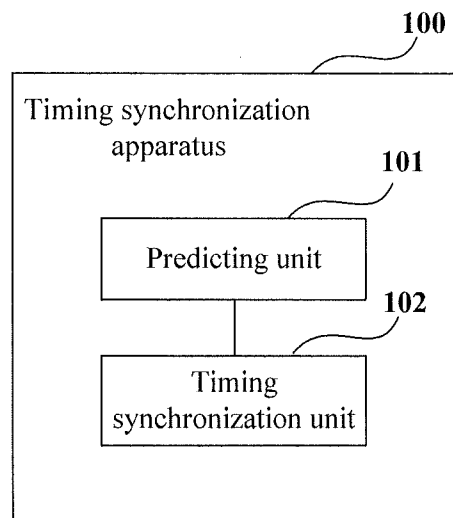 100
Timing synchronization
apparatus
101
Predicting unit
102
Timing
synchronization unit